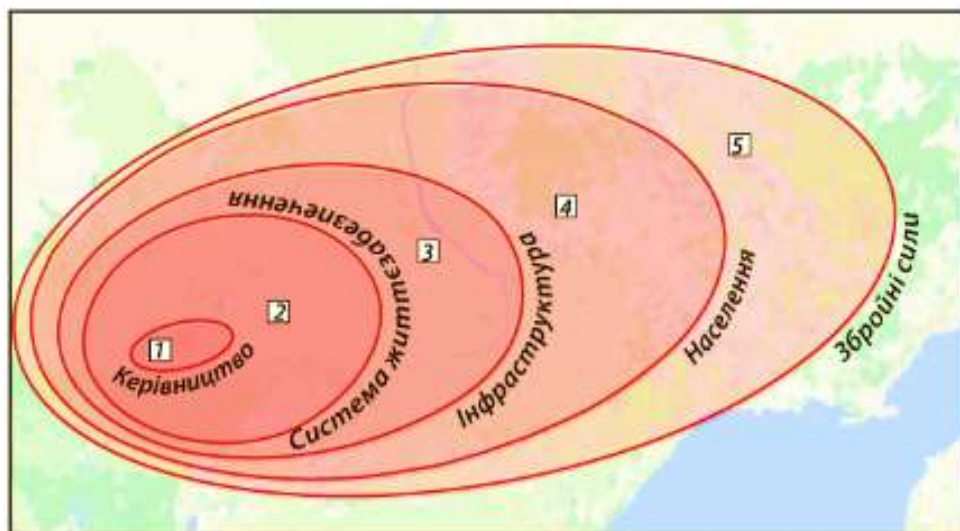 1
Керівництво
2
Система життєзабезпечення
3
Інфраструктура
4
Населення
5
Збройні сили